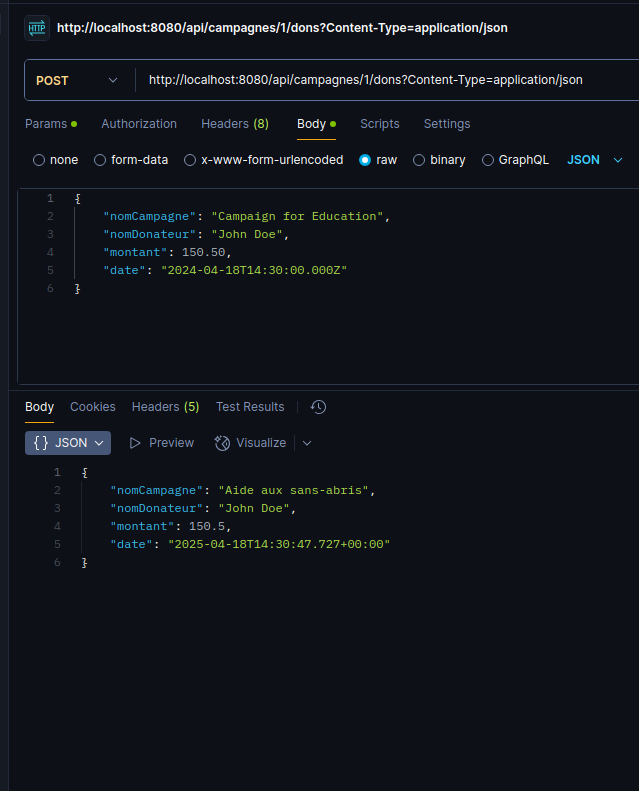 HTTP http://localhost:8080/api/campagnes/1/dons?Content-Type=application/json
POST http://localhost:8080/api/campagnes/1/dons?Content-Type=application/json
Params Authorization Headers (8) Body Scripts Settings
none form-data x-www-form-urlencoded raw binary GraphQL JSON
1 {
2 "nomCampagne": "Campaign for Education",
3 "nomDonateur": "John Doe",
4 "montant": 150.50,
5 "date": "2024-04-18T14:30:00.000Z"
6 }
Body Cookies Headers (5) Test Results
{} JSON Preview Visualize
1 {
2 "nomCampagne": "Aide aux sans-abris",
3 "nomDonateur": "John Doe",
4 "montant": 150.5,
5 "date": "2025-04-18T14:30:47.727+00:00"
6 }